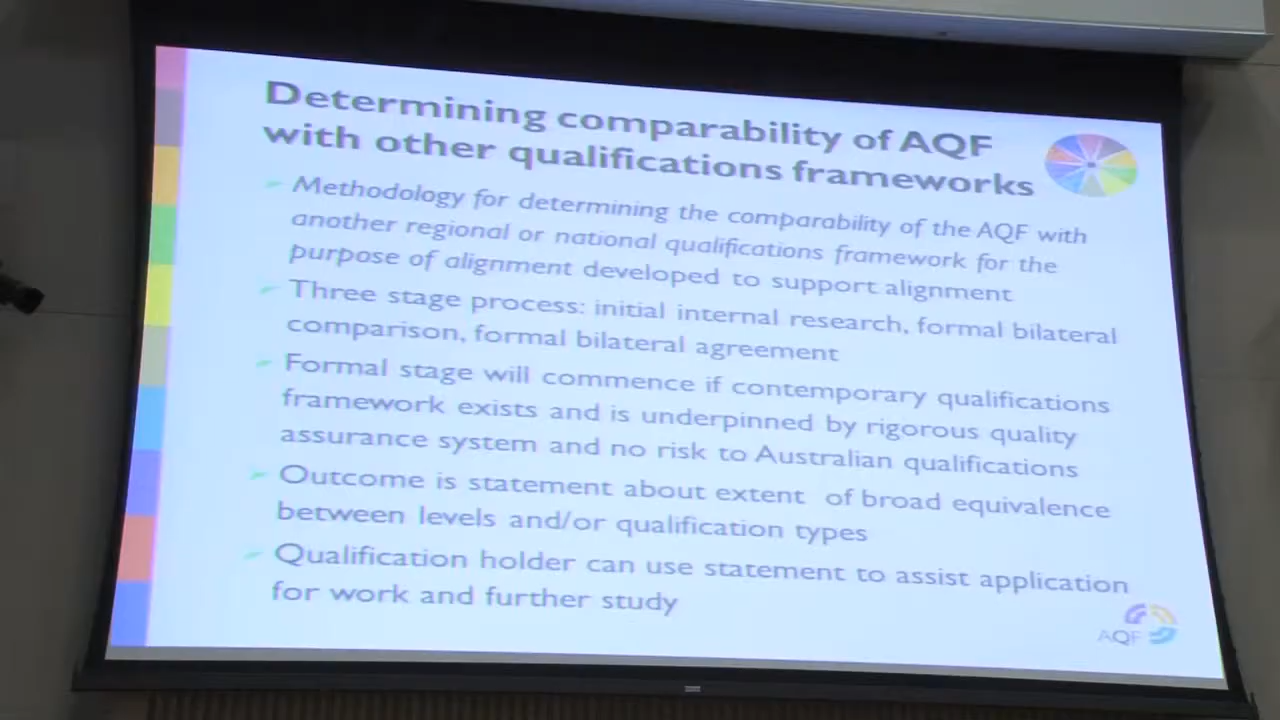 Determining comparability of AQF
with other qualifications frameworks
Methodology for determining the comparability of the AQF with
another regional or national qualifications framework for the
purpose of alignment developed to support alignment
Three stage process: initial internal research, formal bilateral
comparison, formal bilateral agreement
Formal stage will commence if contemporary qualifications
framework exists and is underpinned by rigorous quality
assurance system and no risk to Australian qualifications
Outcome is statement about extent of broad equivalence
between levels and/or qualification types
Qualification holder can use statement to assist application
for work and further study
AQF